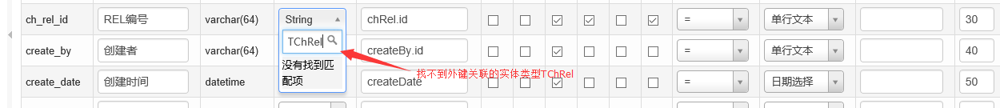 ch_rel_id REL编号 varchar(64) String chRel.id = 单行文本 30
TChRel
没有找到匹配项
create_by 创建者 varchar(64) createBy.id = 单行文本 40
找不到外键关联的实体类型TChRel
create_date 创建时间 datetime createDate = 日期选择 50